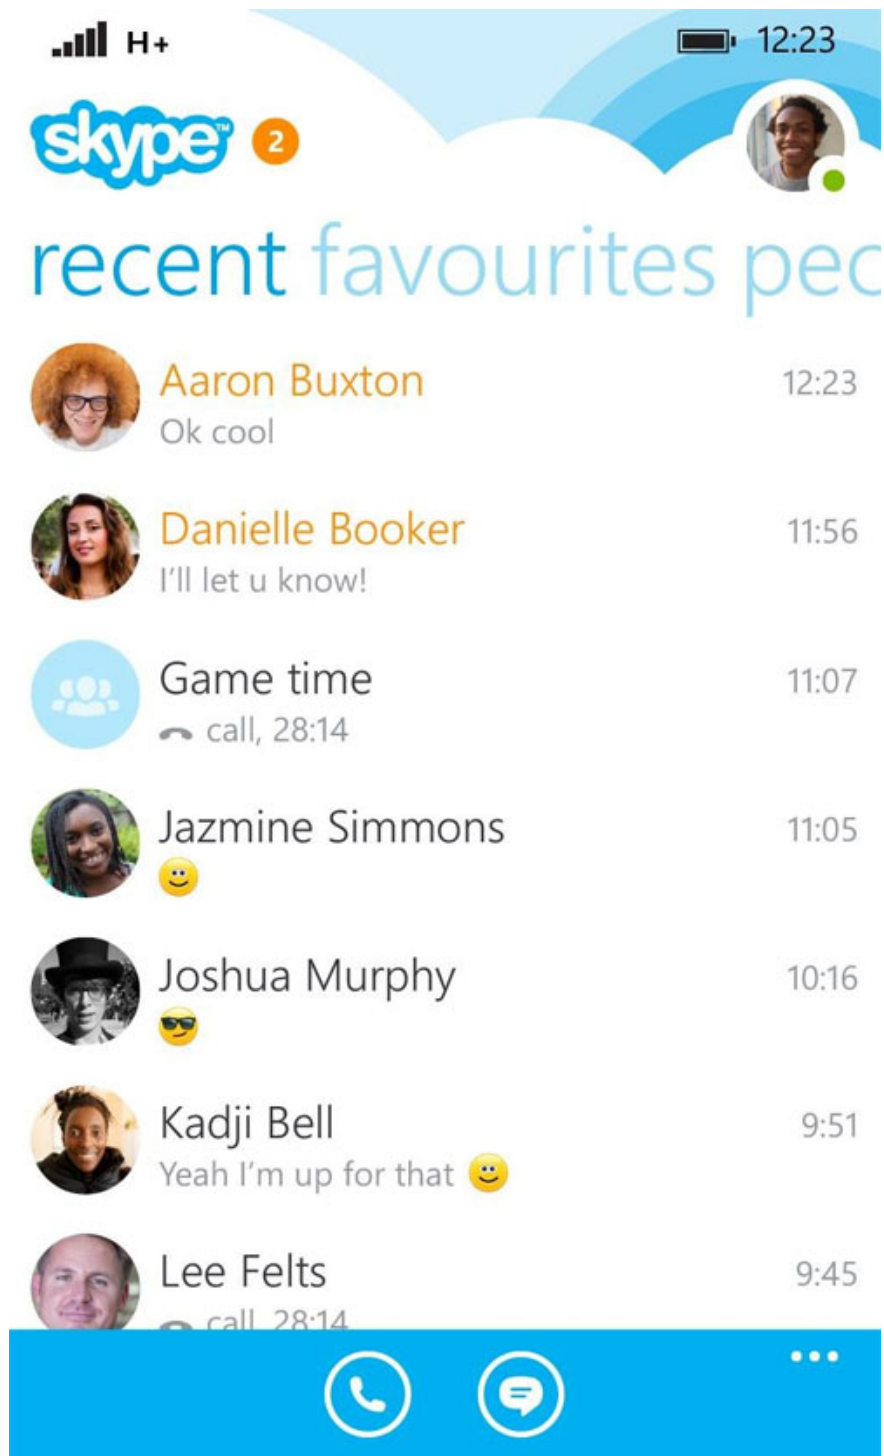 H+ 12:23
skype™ 2
recent favourites peo
Aaron Buxton 12:23
Ok cool
Danielle Booker 11:56
I'll let u know!
Game time 11:07
call, 28:14
Jazmine Simmons 11:05
Joshua Murphy 10:16
Kadji Bell 9:51
Yeah I'm up for that
Lee Felts 9:45
call, 28:14